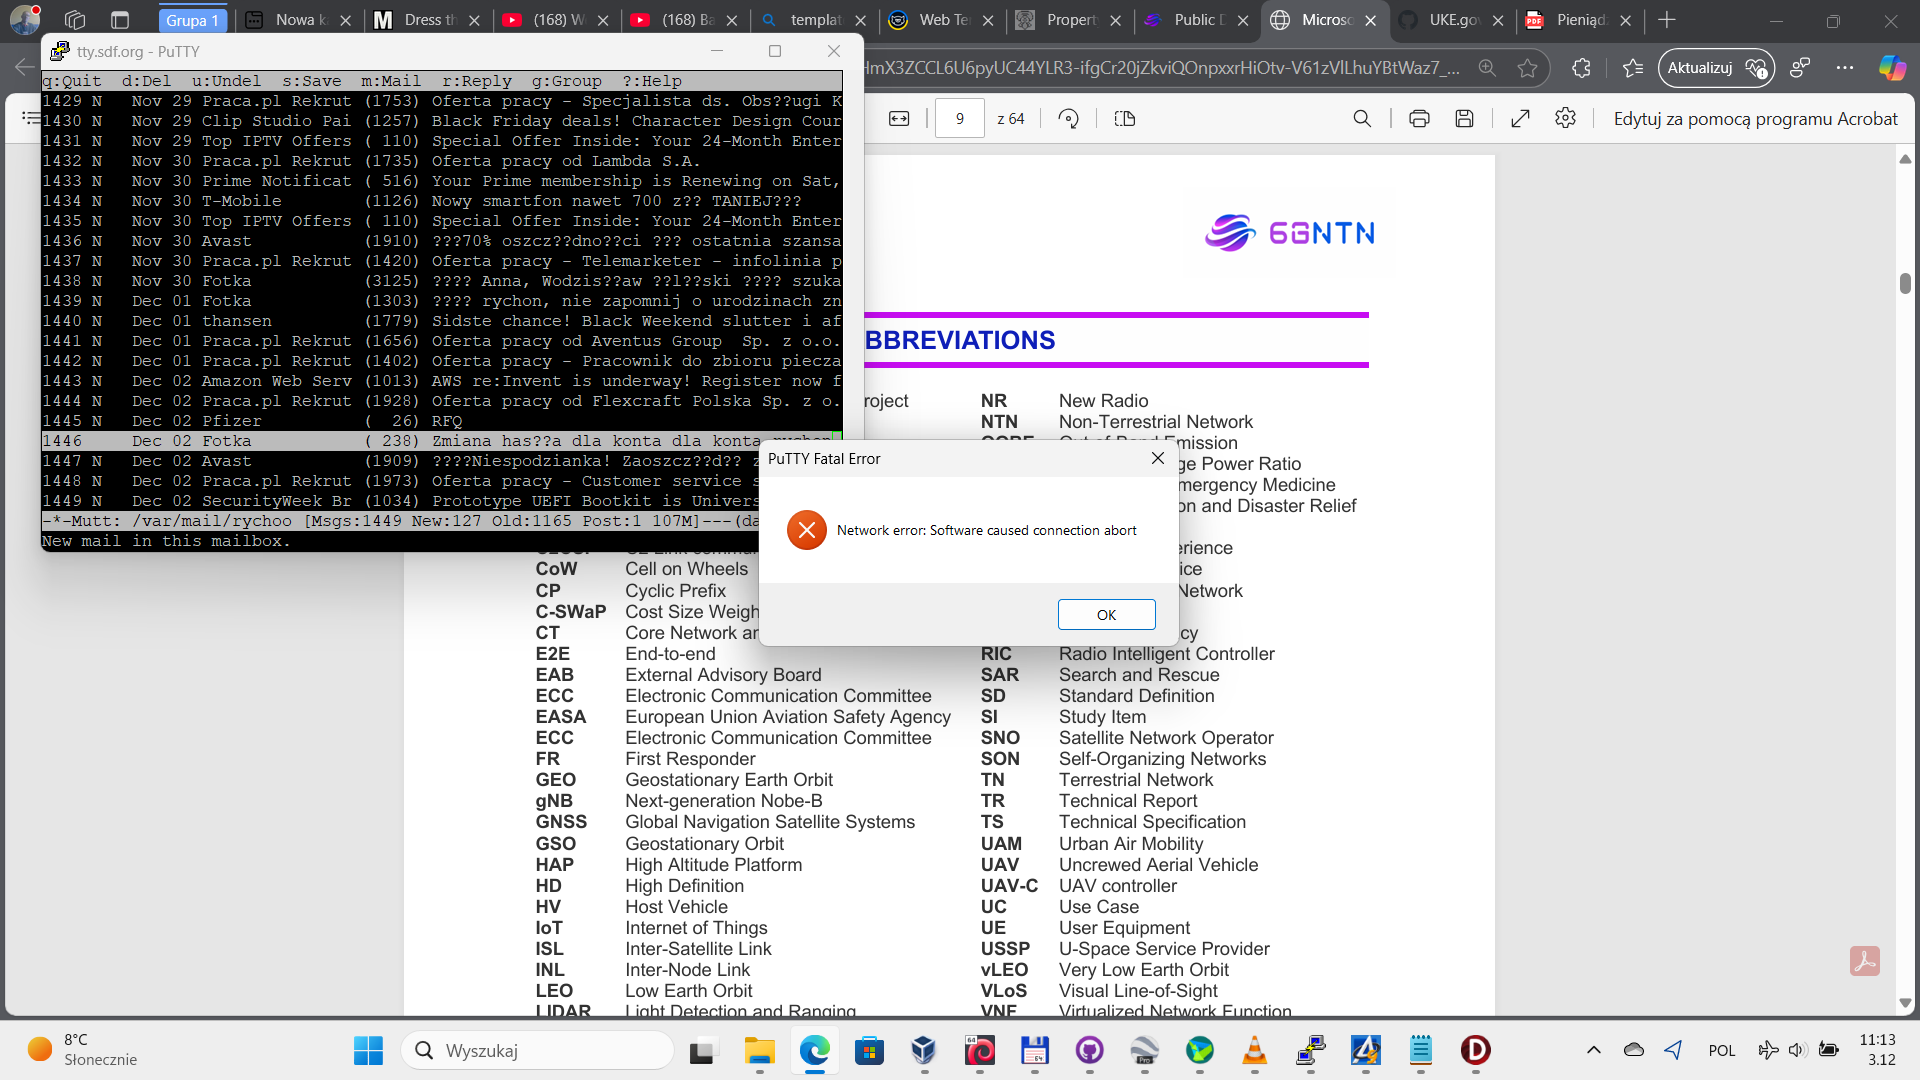 Grupa 1
Nowa k
Dress th
(168) W
(168) Ba
templat
Web Te
Propert
Public D
Microso
UKE.gov
Pieniąd
tty.sdf.org - PuTTY
Aktualizuj
q:Quit d:Del u:Undel s:Save m:Mail r:Reply g:Group ?:Help
1429 N Nov 29 Praca.pl Rekrut (1753) Oferta pracy - Specjalista ds. Obs??ugi K
1430 N Nov 29 Clip Studio Pai (1257) Black Friday deals! Character Design Cour
1431 N Nov 29 Top IPTV Offers ( 110) Special Offer Inside: Your 24-Month Enter
1432 N Nov 30 Praca.pl Rekrut (1735) Oferta pracy od Lambda S.A.
1433 N Nov 30 Prime Notificat ( 516) Your Prime membership is Renewing on Sat,
1434 N Nov 30 T-Mobile (1126) Nowy smartfon nawet 700 z?? TANIEJ???
1435 N Nov 30 Top IPTV Offers ( 110) Special Offer Inside: Your 24-Month Enter
1436 N Nov 30 Avast (1910) ???70% oszcz??dno??ci ??? ostatnia szansa
1437 N Nov 30 Praca.pl Rekrut (1420) Oferta pracy - Telemarketer - infolinia p
1438 N Nov 30 Fotka (3125) ???? Anna, Wodzis??aw ??l??ski ???? szuka
1439 N Dec 01 Fotka (1303) ???? rychon, nie zapomnij o urodzinach zn
1440 N Dec 01 thansen (1779) Sidste chance! Black Weekend slutter i af
1441 N Dec 01 Praca.pl Rekrut (1656) Oferta pracy od Aventus Group Sp. z o.o.
1442 N Dec 01 Praca.pl Rekrut (1402) Oferta pracy - Pracownik do zbioru piecza
1443 N Dec 02 Amazon Web Serv (1013) AWS re:Invent is underway! Register now f
1444 N Dec 02 Praca.pl Rekrut (1928) Oferta pracy od Flexcraft Polska Sp. z o.
1445 N Dec 02 Pfizer ( 26) RFQ
1446 Dec 02 Fotka ( 238) Zmiana has??a dla konta dla konta rychon
1447 N Dec 02 Avast (1909) ????Niespodzianka! Zaoszcz??d?? z
1448 N Dec 02 Praca.pl Rekrut (1973) Oferta pracy - Customer service s
1449 N Dec 02 SecurityWeek Br (1034) Prototype UEFI Bootkit is Univers
-*-Mutt: /var/mail/rychoo [Msgs:1449 New:127 Old:1165 Post:1 107M]---(da
New mail in this mailbox.
9 z 64
Edytuj za pomocą programu Acrobat
6GNTN
BBREVIATIONS
roject
NR New Radio
NTN Non-Terrestrial Network
Emission
ge Power Ratio
mergency Medicine
on and Disaster Relief
erience
ice
Network
cy
PuTTY Fatal Error
Network error: Software caused connection abort
OK
CoW Cell on Wheels
CP Cyclic Prefix
C-SWaP Cost Size Weigh
CT Core Network an
E2E End-to-end
EAB External Advisory Board
ECC Electronic Communication Committee
EASA European Union Aviation Safety Agency
ECC Electronic Communication Committee
FR First Responder
GEO Geostationary Earth Orbit
gNB Next-generation Nobe-B
GNSS Global Navigation Satellite Systems
GSO Geostationary Orbit
HAP High Altitude Platform
HD High Definition
HV Host Vehicle
IoT Internet of Things
ISL Inter-Satellite Link
INL Inter-Node Link
LEO Low Earth Orbit
LIDAR Light Detection and Ranging
RIC Radio Intelligent Controller
SAR Search and Rescue
SD Standard Definition
SI Study Item
SNO Satellite Network Operator
SON Self-Organizing Networks
TN Terrestrial Network
TR Technical Report
TS Technical Specification
UAM Urban Air Mobility
UAV Uncrewed Aerial Vehicle
UAV-C UAV controller
UC Use Case
UE User Equipment
USSP U-Space Service Provider
vLEO Very Low Earth Orbit
VLoS Visual Line-of-Sight
VNF Virtualized Network Function
8°C
Słonecznie
Wyszukaj
POL
11:13
3.12